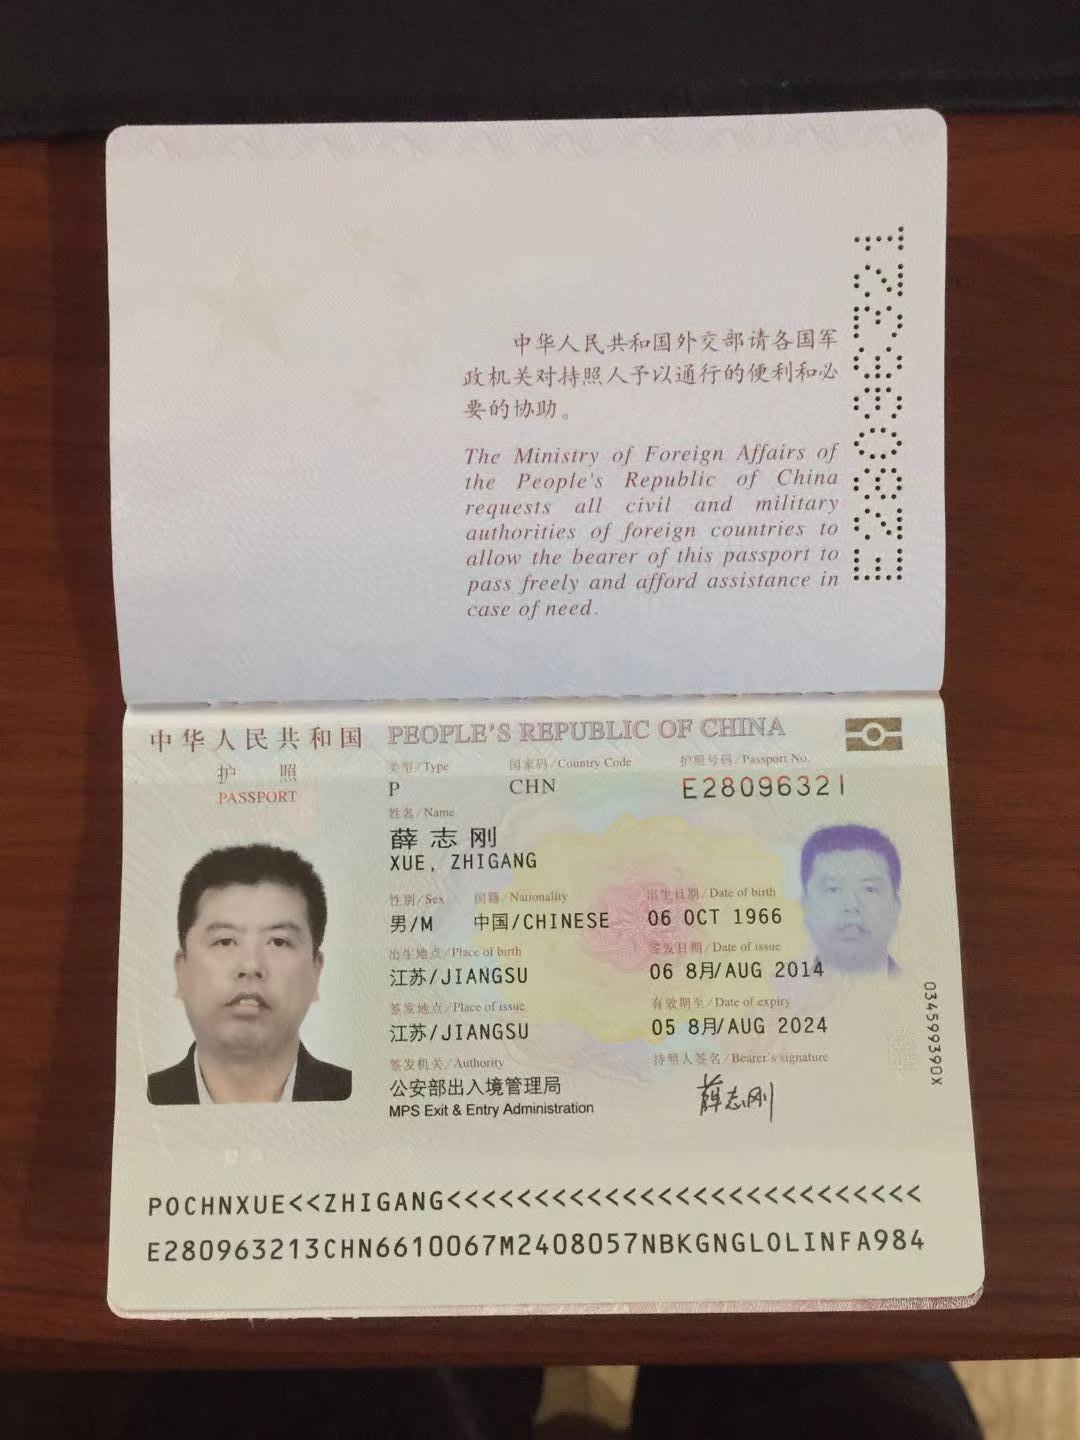 中华人民共和国外交部请各国军
政机关对持照人予以通行的便利和必
要的协助。
The Ministry of Foreign Affairs of
the People's Republic of China
requests all civil and military
authorities of foreign countries to
allow the bearer of this passport to
pass freely and afford assistance in
case of need.
E28096321
中华人民共和国 PEOPLE'S REPUBLIC OF CHINA
护 照
PASSPORT
类型/Type 国家码/Country Code 护照号码/Passport No.
P CHN E28096321
姓名/Name
薛志刚
XUE, ZHIGANG
性别/Sex 国籍/Nationality 出生日期/Date of birth
男/M 中国/CHINESE 06 OCT 1966
出生地点/Place of birth 签发日期/Date of issue
江苏/JIANGSU 06 8月/AUG 2014
签发地点/Place of issue 有效期至/Date of expiry
江苏/JIANGSU 05 8月/AUG 2024
签发机关/Authority 持照人签名/Bearer's signature
公安部出入境管理局
MPS Exit & Entry Administration
薛志刚
034599390X
POCHNXUE<<ZHIGANG<<<<<<<<<<<<<<<<<<<<<<<<<<<
E280963213CHN6610067M2408057NBKGNGLOLINFA984